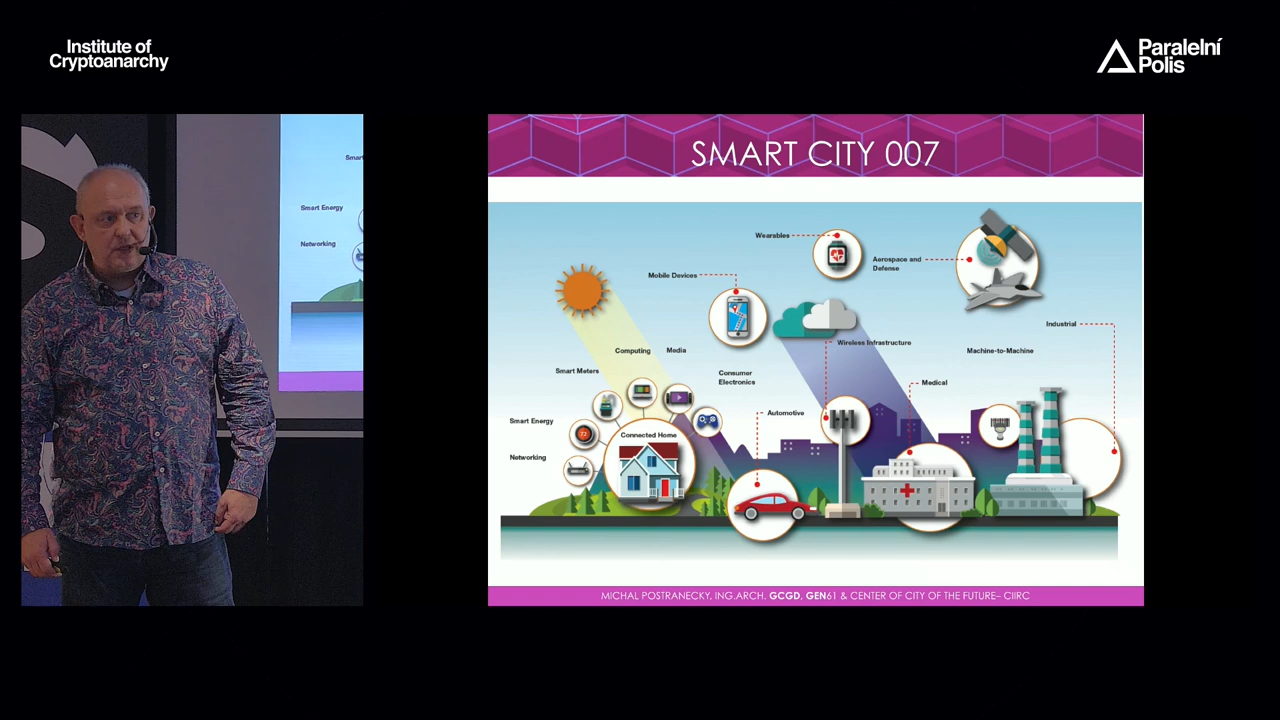 Institute of
Cryptoanarchy
Paralelní
Polis
SMART CITY 007
Wearables
Aerospace and
Defense
Mobile Devices
Industrial
Wireless Infrastructure
Computing
Media
Machine-to-Machine
Smart Meters
Consumer
Electronics
Medical
Automotive
Smart Energy
Connected Home
Networking
72
MICHAL POSTRANECKY, ING.ARCH. GCGD, GEN61 & CENTER OF CITY OF THE FUTURE– CIIRC
Smart
Smart Energy
Networking